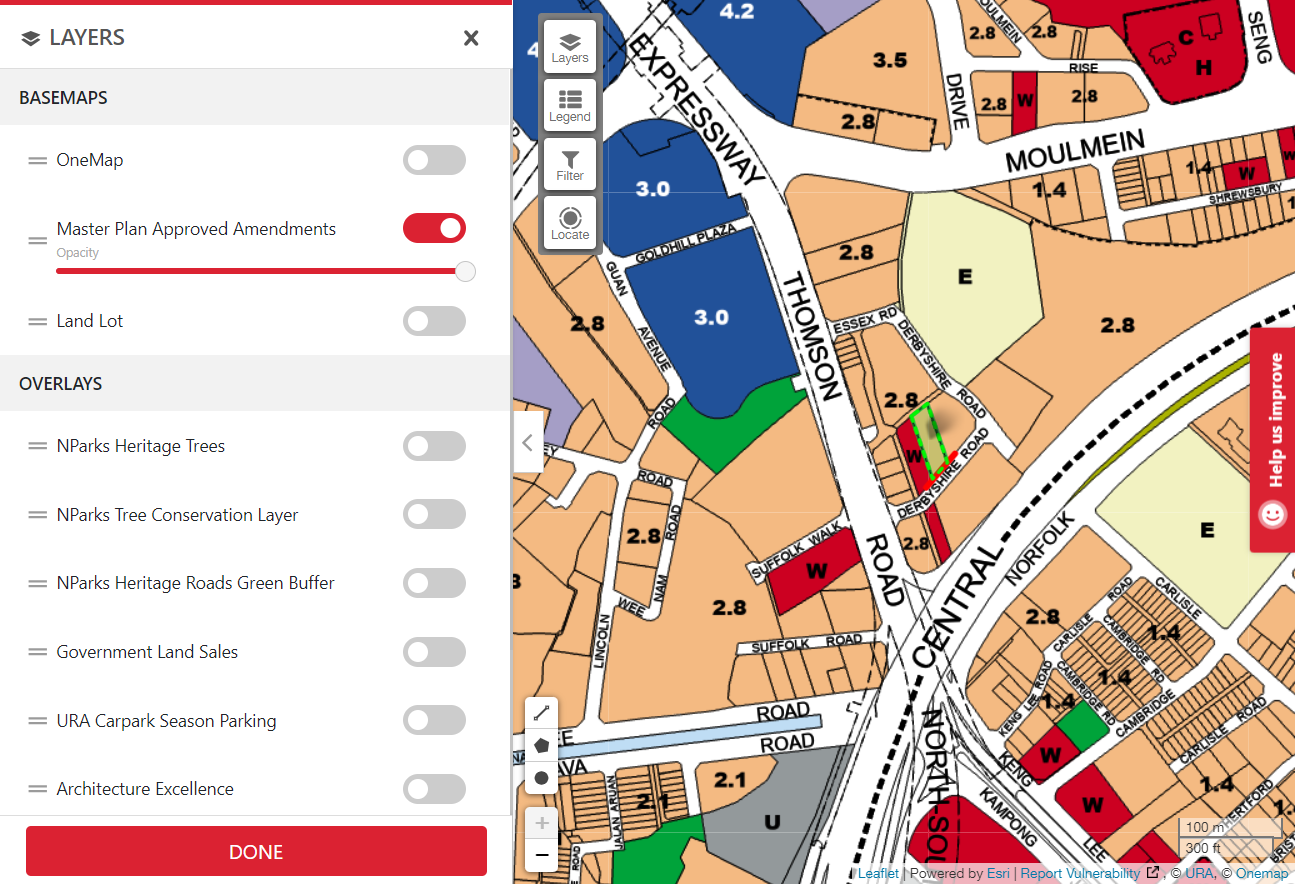 LAYERS
BASEMAPS
OneMap
Master Plan Approved Amendments
Opacity
Land Lot
OVERLAYS
NParks Heritage Trees
NParks Tree Conservation Layer
NParks Heritage Roads Green Buffer
Government Land Sales
URA Carpark Season Parking
Architecture Excellence
DONE
Layers
Legend
Filter
Locate
4.2
EXPRESSWAY
3.5
2.8
DRIVE
MOULMEIN
2.8
2.8
RISE
2.8
W
2.8
C
H
SENG
MOULMEIN
1.4
1.4
W
W
SHREWSBURY
3.0
GOLDHILL PLAZA
GUAN
AVENUE
ROAD
3.0
2.8
THOMSON
ROAD
2.8
E
ESSEX RD
DERBYSHIRE
ROAD
2.8
2.8
W
DERBYSHIRE ROAD
2.8
Help us improve
ROAD
2.8
ROAD
NAM
WEE
LINCOLN
SUFFOLK WALK
W
2.8
SUFFOLK ROAD
CENTRAL
NORFOLK
E
2.8
CARLISLE
ROAD
CARLISLE
CAMBRIDGE RD
1.4
1.4
CAMBRIDGE RD
1.4
KENG LEE ROAD
CAMBRIDGE
CARLISLE
ROAD
W
W
1.4
HERTFORD
KENG
LEE
KAMPONG
ROAD
ROAD
2.1
2.1
JALAN ARUAN
ROAD
U
NORTH-SOU
100 m
300 ft
Leaflet | Powered by Esri | Report Vulnerability , © URA, © Onemap